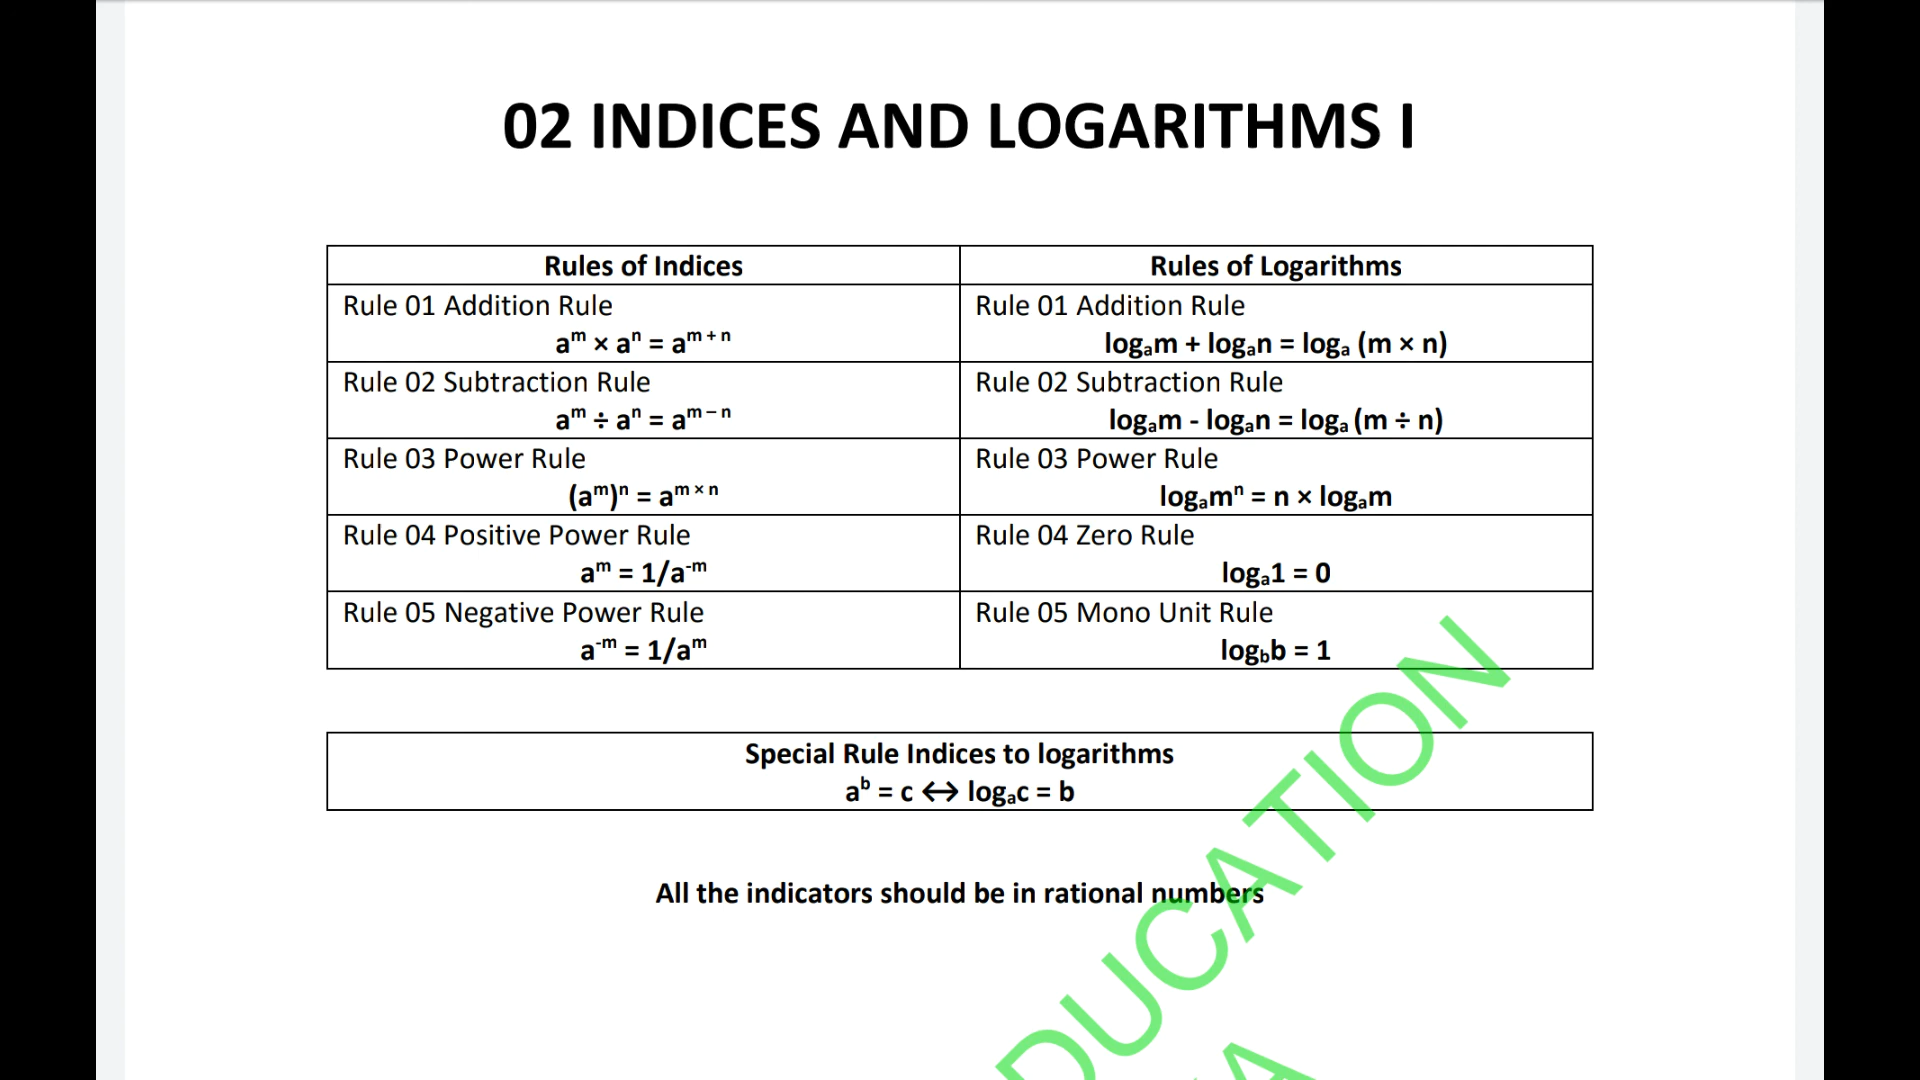 02 INDICES AND LOGARITHMS I
Rules of Indices
Rules of Logarithms
Rule 01 Addition Rule
aᵐ × aⁿ = aᵐ ⁺ ⁿ
Rule 01 Addition Rule
logₐm + logₐn = logₐ (m × n)
Rule 02 Subtraction Rule
aᵐ ÷ aⁿ = aᵐ ⁻ ⁿ
Rule 02 Subtraction Rule
logₐm - logₐn = logₐ (m ÷ n)
Rule 03 Power Rule
(aᵐ)ⁿ = aᵐ ˣ ⁿ
Rule 03 Power Rule
logₐmⁿ = n × logₐm
Rule 04 Positive Power Rule
aᵐ = 1/a⁻ᵐ
Rule 04 Zero Rule
logₐ1 = 0
Rule 05 Negative Power Rule
a⁻ᵐ = 1/aᵐ
Rule 05 Mono Unit Rule
log_b b = 1
Special Rule Indices to logarithms
aᵇ = c ↔ logₐc = b
All the indicators should be in rational numbers
DUCATION